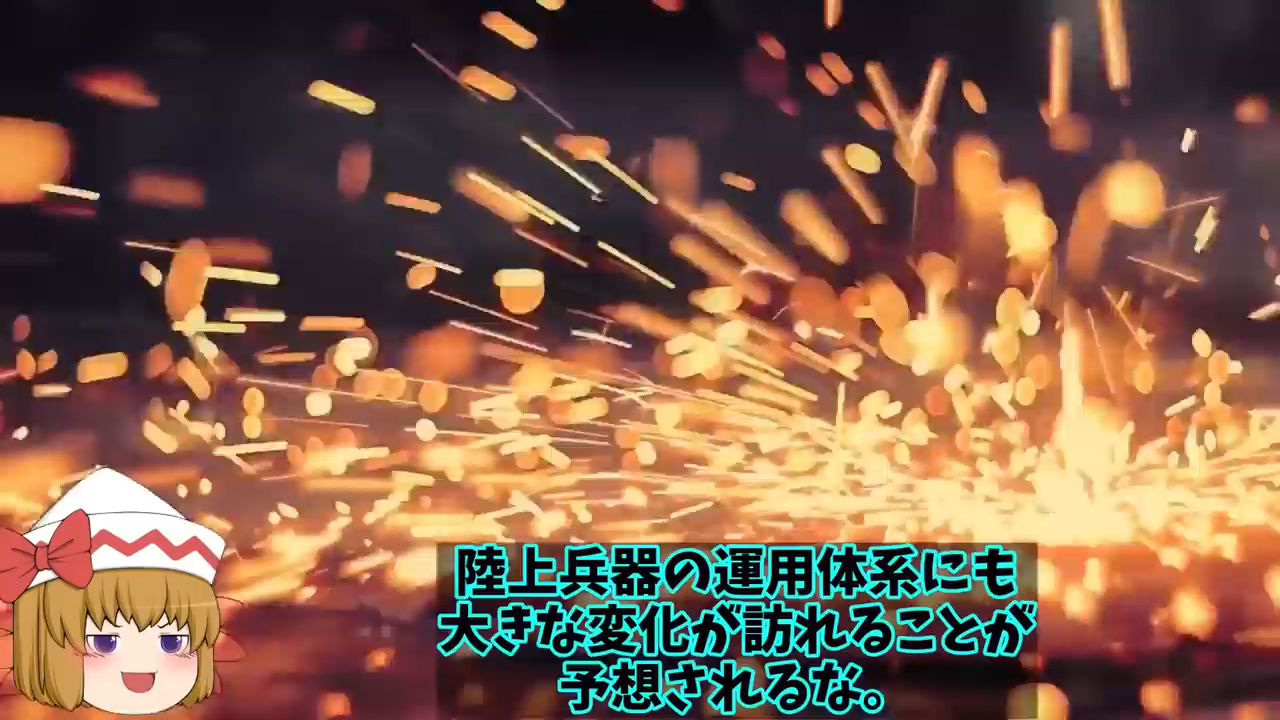 陸上兵器の運用体系にも
大きな変化が訪れることが
予想されるな。